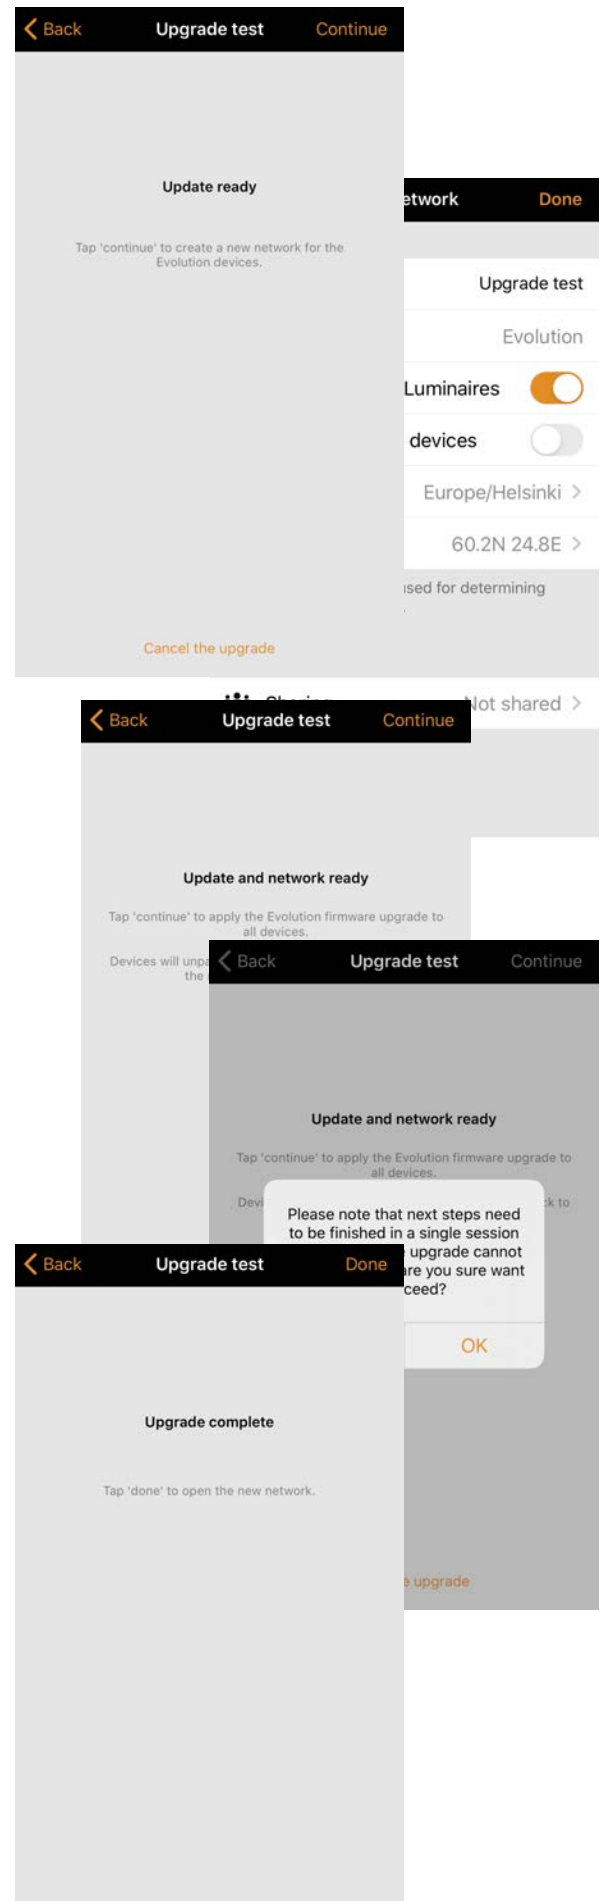 Back Upgrade test Continue
Update ready
Tap 'continue' to create a new network for the
Evolution devices.
Cancel the upgrade
etwork Done
Upgrade test
Evolution
Luminaires
devices
Europe/Helsinki
60.2N 24.8E
used for determining
Not shared
Back Upgrade test Continue
Update and network ready
Tap 'continue' to apply the Evolution firmware upgrade to
all devices.
Devices will unpa
the
Back Upgrade test Continue
Update and network ready
Tap 'continue' to apply the Evolution firmware upgrade to
all devices.
Devi ck to
Please note that next steps need
to be finished in a single session
upgrade cannot
are you sure want
ceed?
OK
e upgrade
Back Upgrade test Done
Upgrade complete
Tap 'done' to open the new network.